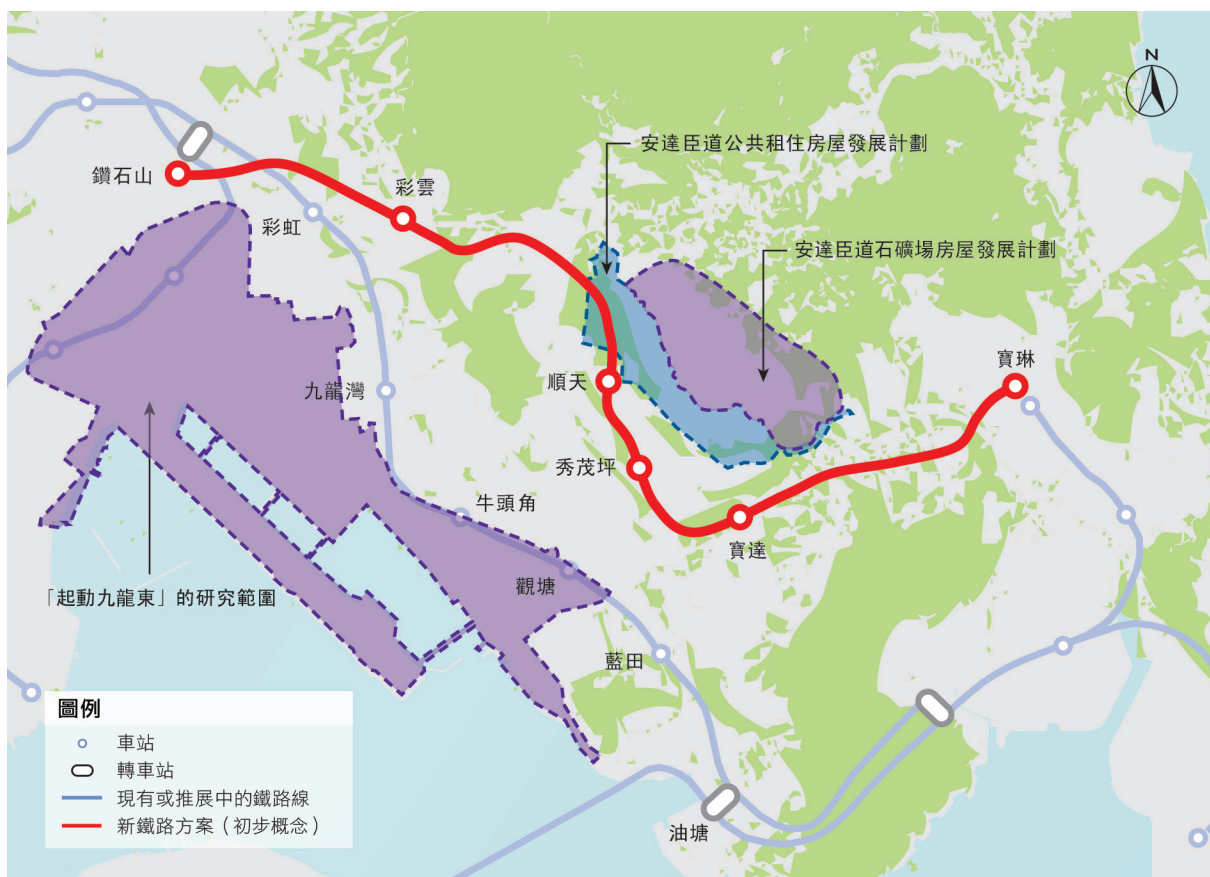 N
安達臣道公共租住房屋發展計劃
鑽石山
彩雲
彩虹
安達臣道石礦場房屋發展計劃
寶琳
順天
九龍灣
秀茂坪
牛頭角
寶達
觀塘
「起動九龍東」的研究範圍
藍田
油塘
圖例
車站
轉車站
現有或推展中的鐵路線
新鐵路方案（初步概念）